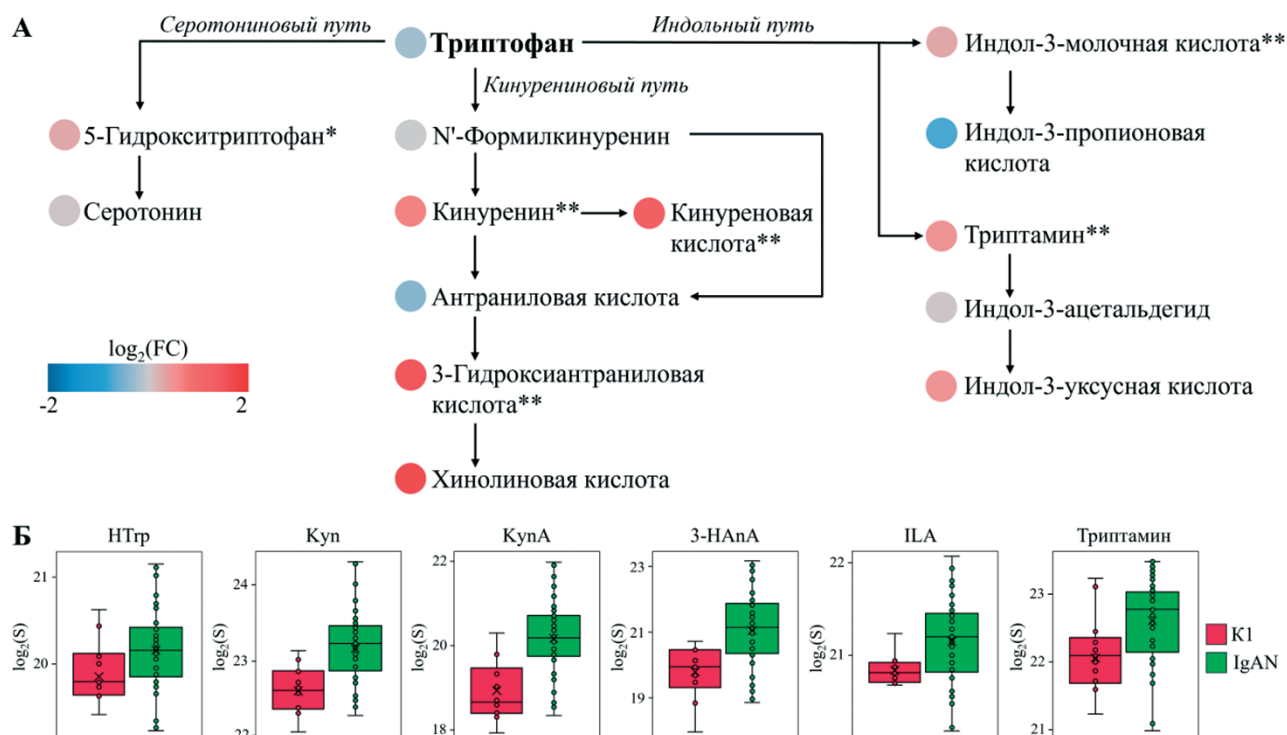 А
Серотониновый путь
Триптофан
Индольный путь
Индол-3-молочная кислота**
Кинурениновый путь
5-Гидрокситриптофан*
N'-Формилкинуренин
Индол-3-пропионовая
кислота
Серотонин
Кинуренин**
Кинуреновая
кислота**
Триптамин**
Антраниловая кислота
Индол-3-ацетальдегид
log2(FC)
-2
2
3-Гидроксиантраниловая
кислота**
Индол-3-уксусная кислота
Хинолиновая кислота
Б
HTrp
Kyn
KynA
3-HAnA
ILA
Триптамин
log2(S)
21
20
log2(S)
24
23
22
log2(S)
22
20
18
log2(S)
23
21
19
log2(S)
22
21
log2(S)
23
22
21
К1
IgAN